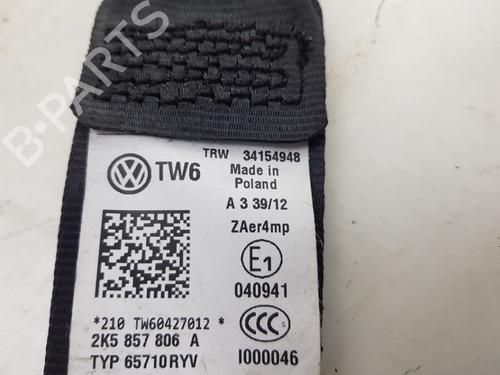 B-PARTS
TRW 34154948
TW6
Made in
Poland
A 3 39/12
ZAer4mp
E1
040941
*210 TW60427012 *
CCC
2K5 857 806 A
TYP 65710RYV
I000046